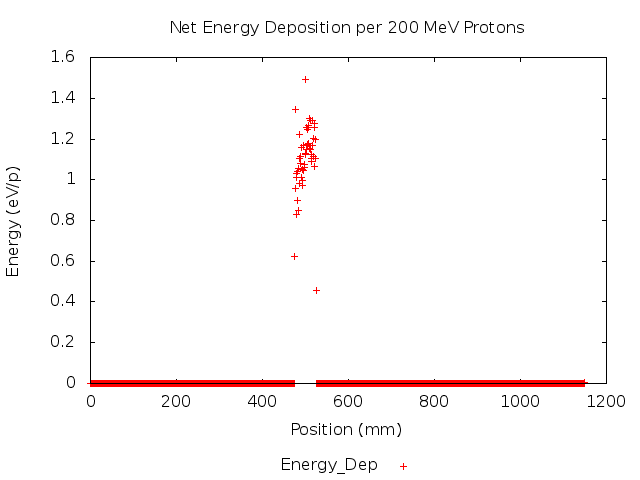 Net Energy Deposition per 200 MeV Protons
1.6
1.4
1.2
1
0.8
0.6
0.4
0.2
0
Energy (eV/p)
0 200 400 600 800 1000 1200
Position (mm)
Energy_Dep